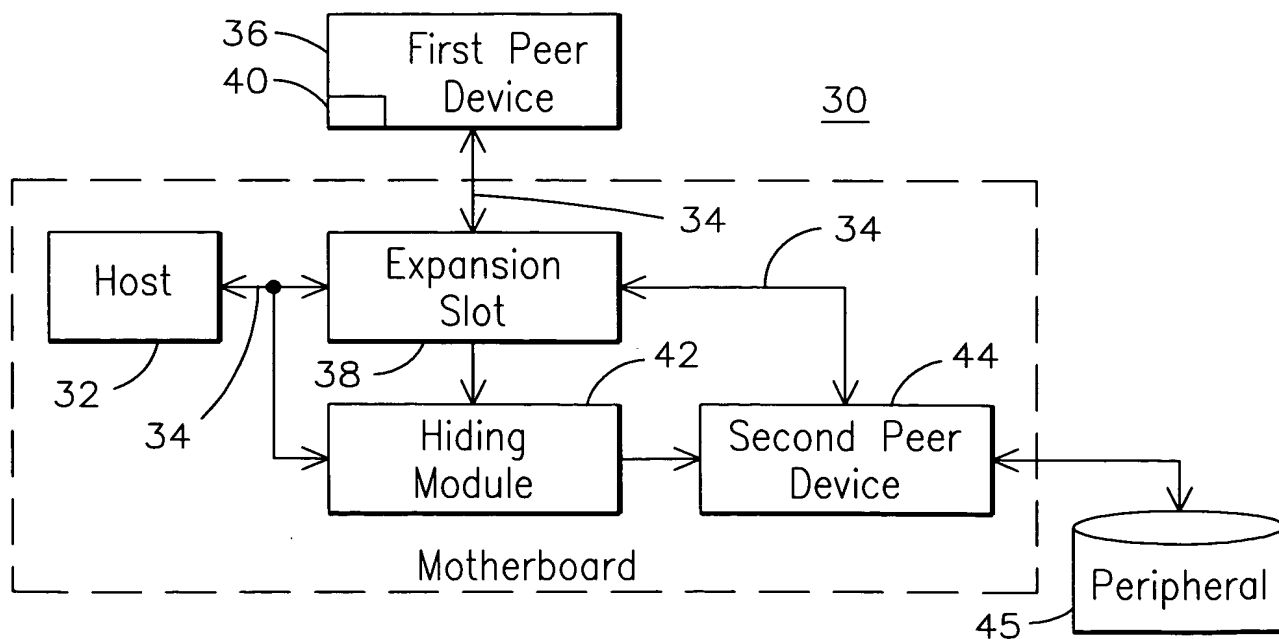 36
First Peer
Device
40
30
34
34
Host
Expansion
Slot
32
34
38
42
44
Hiding
Module
Second Peer
Device
Motherboard
Peripheral
45